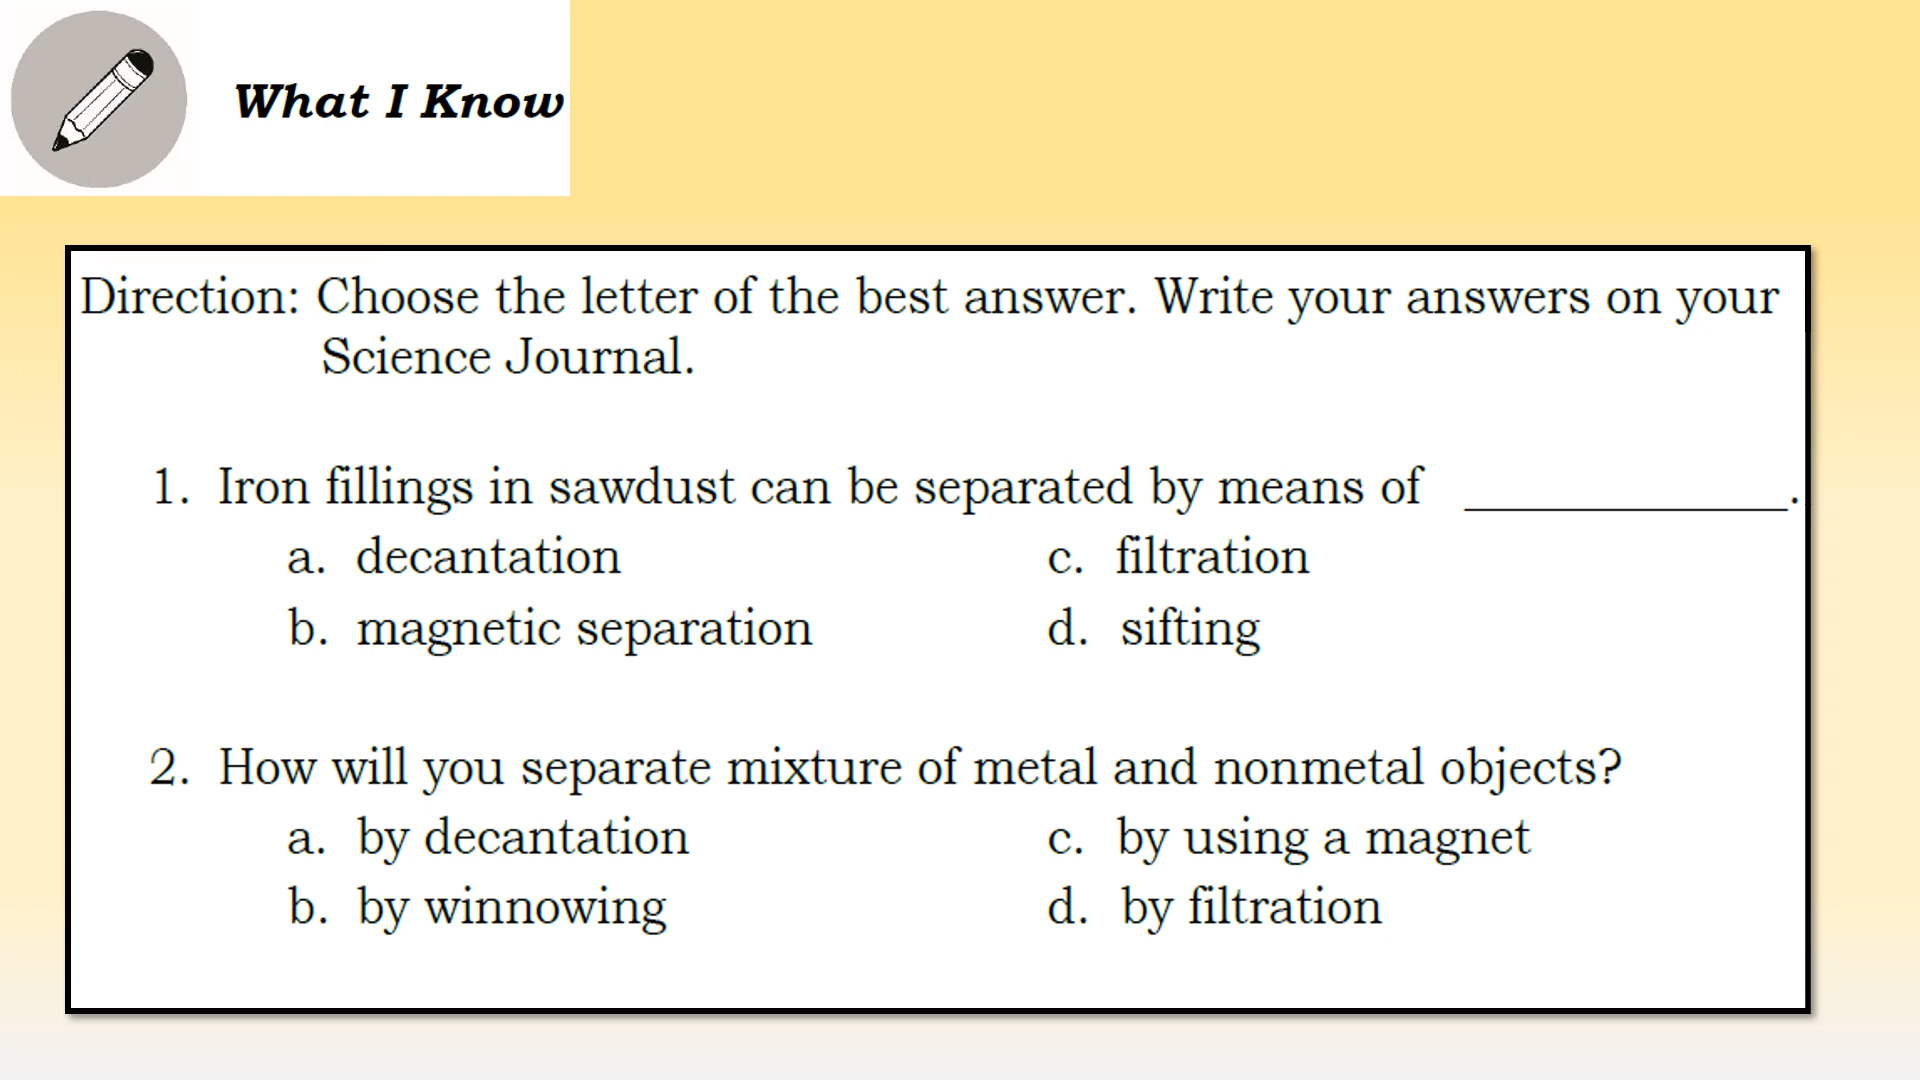 What I Know
Direction: Choose the letter of the best answer. Write your answers on your
Science Journal.
1. Iron fillings in sawdust can be separated by means of ____________.
a. decantation c. filtration
b. magnetic separation d. sifting
2. How will you separate mixture of metal and nonmetal objects?
a. by decantation c. by using a magnet
b. by winnowing d. by filtration